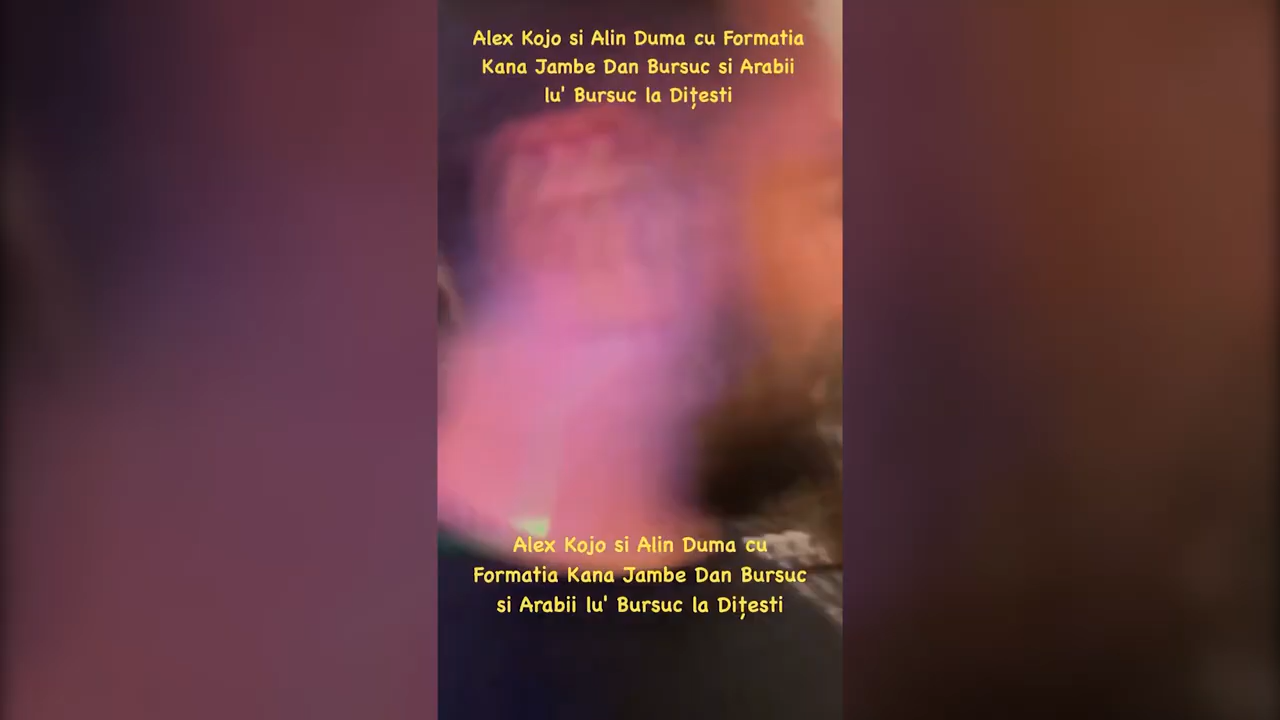 Alex Kojo si Alin Duma cu Formatia
Kana Jambe Dan Bursuc si Arabii
lu' Bursuc la Dițesti
Alex Kojo si Alin Duma cu
Formatia Kana Jambe Dan Bursuc
si Arabii lu' Bursuc la Dițesti